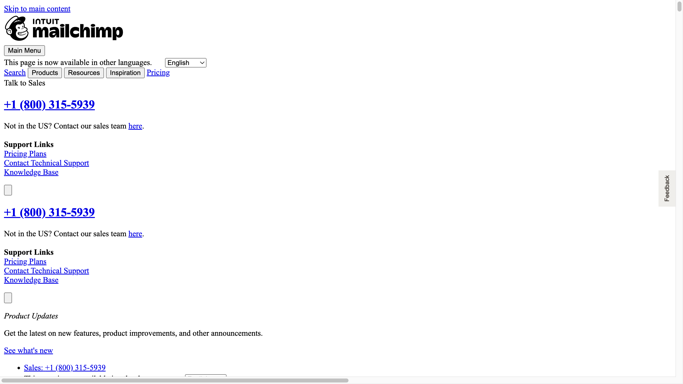 Skip to main content
INTUIT
mailchimp
Main Menu
This page is now available in other languages. English
Search Products Resources Inspiration Pricing
Talk to Sales
+1 (800) 315-5939
Not in the US? Contact our sales team here.
Support Links
Pricing Plans
Contact Technical Support
Knowledge Base
+1 (800) 315-5939
Not in the US? Contact our sales team here.
Support Links
Pricing Plans
Contact Technical Support
Knowledge Base
Product Updates
Get the latest on new features, product improvements, and other announcements.
See what's new
Sales: +1 (800) 315-5939
Feedback